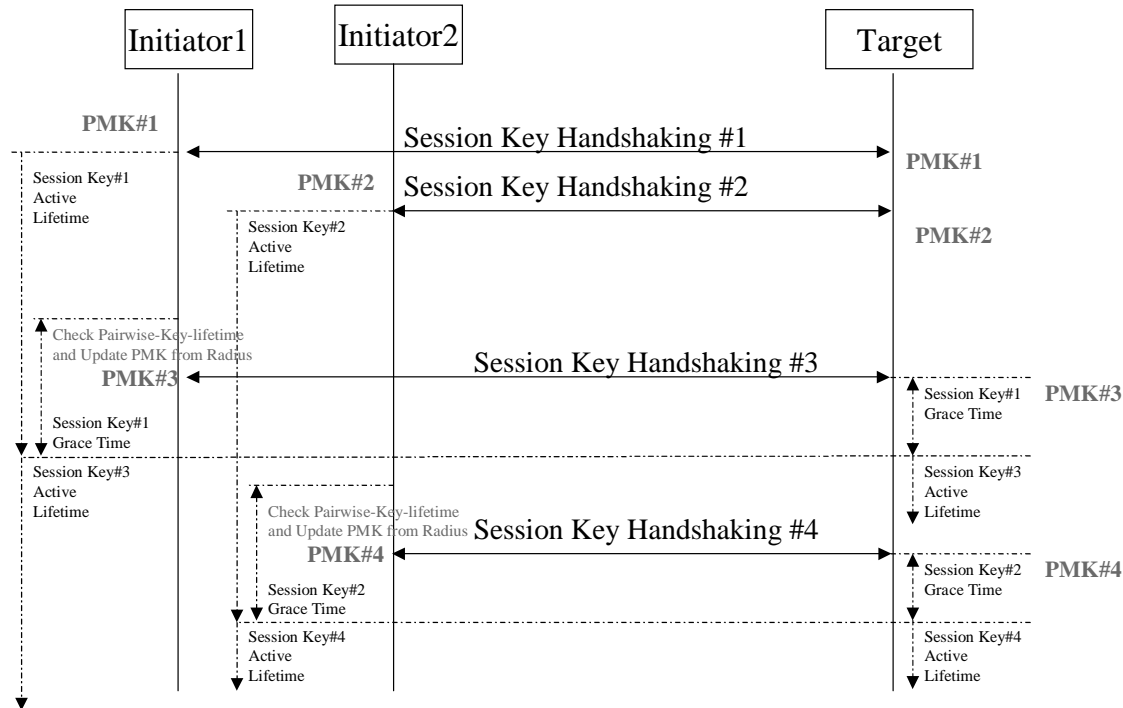 Initiator1
Initiator2
Target
PMK#1
Session Key Handshaking #1
PMK#1
Session Key#1
Active
Lifetime
PMK#2
Session Key Handshaking #2
PMK#2
Session Key#2
Active
Lifetime
Check Pairwise-Key-lifetime
and Update PMK from Radius
PMK#3
Session Key Handshaking #3
PMK#3
Session Key#1
Grace Time
Session Key#1
Grace Time
Session Key#3
Active
Lifetime
Session Key#3
Active
Lifetime
Check Pairwise-Key-lifetime
and Update PMK from Radius
PMK#4
Session Key Handshaking #4
PMK#4
Session Key#2
Grace Time
Session Key#2
Grace Time
Session Key#4
Active
Lifetime
Session Key#4
Active
Lifetime